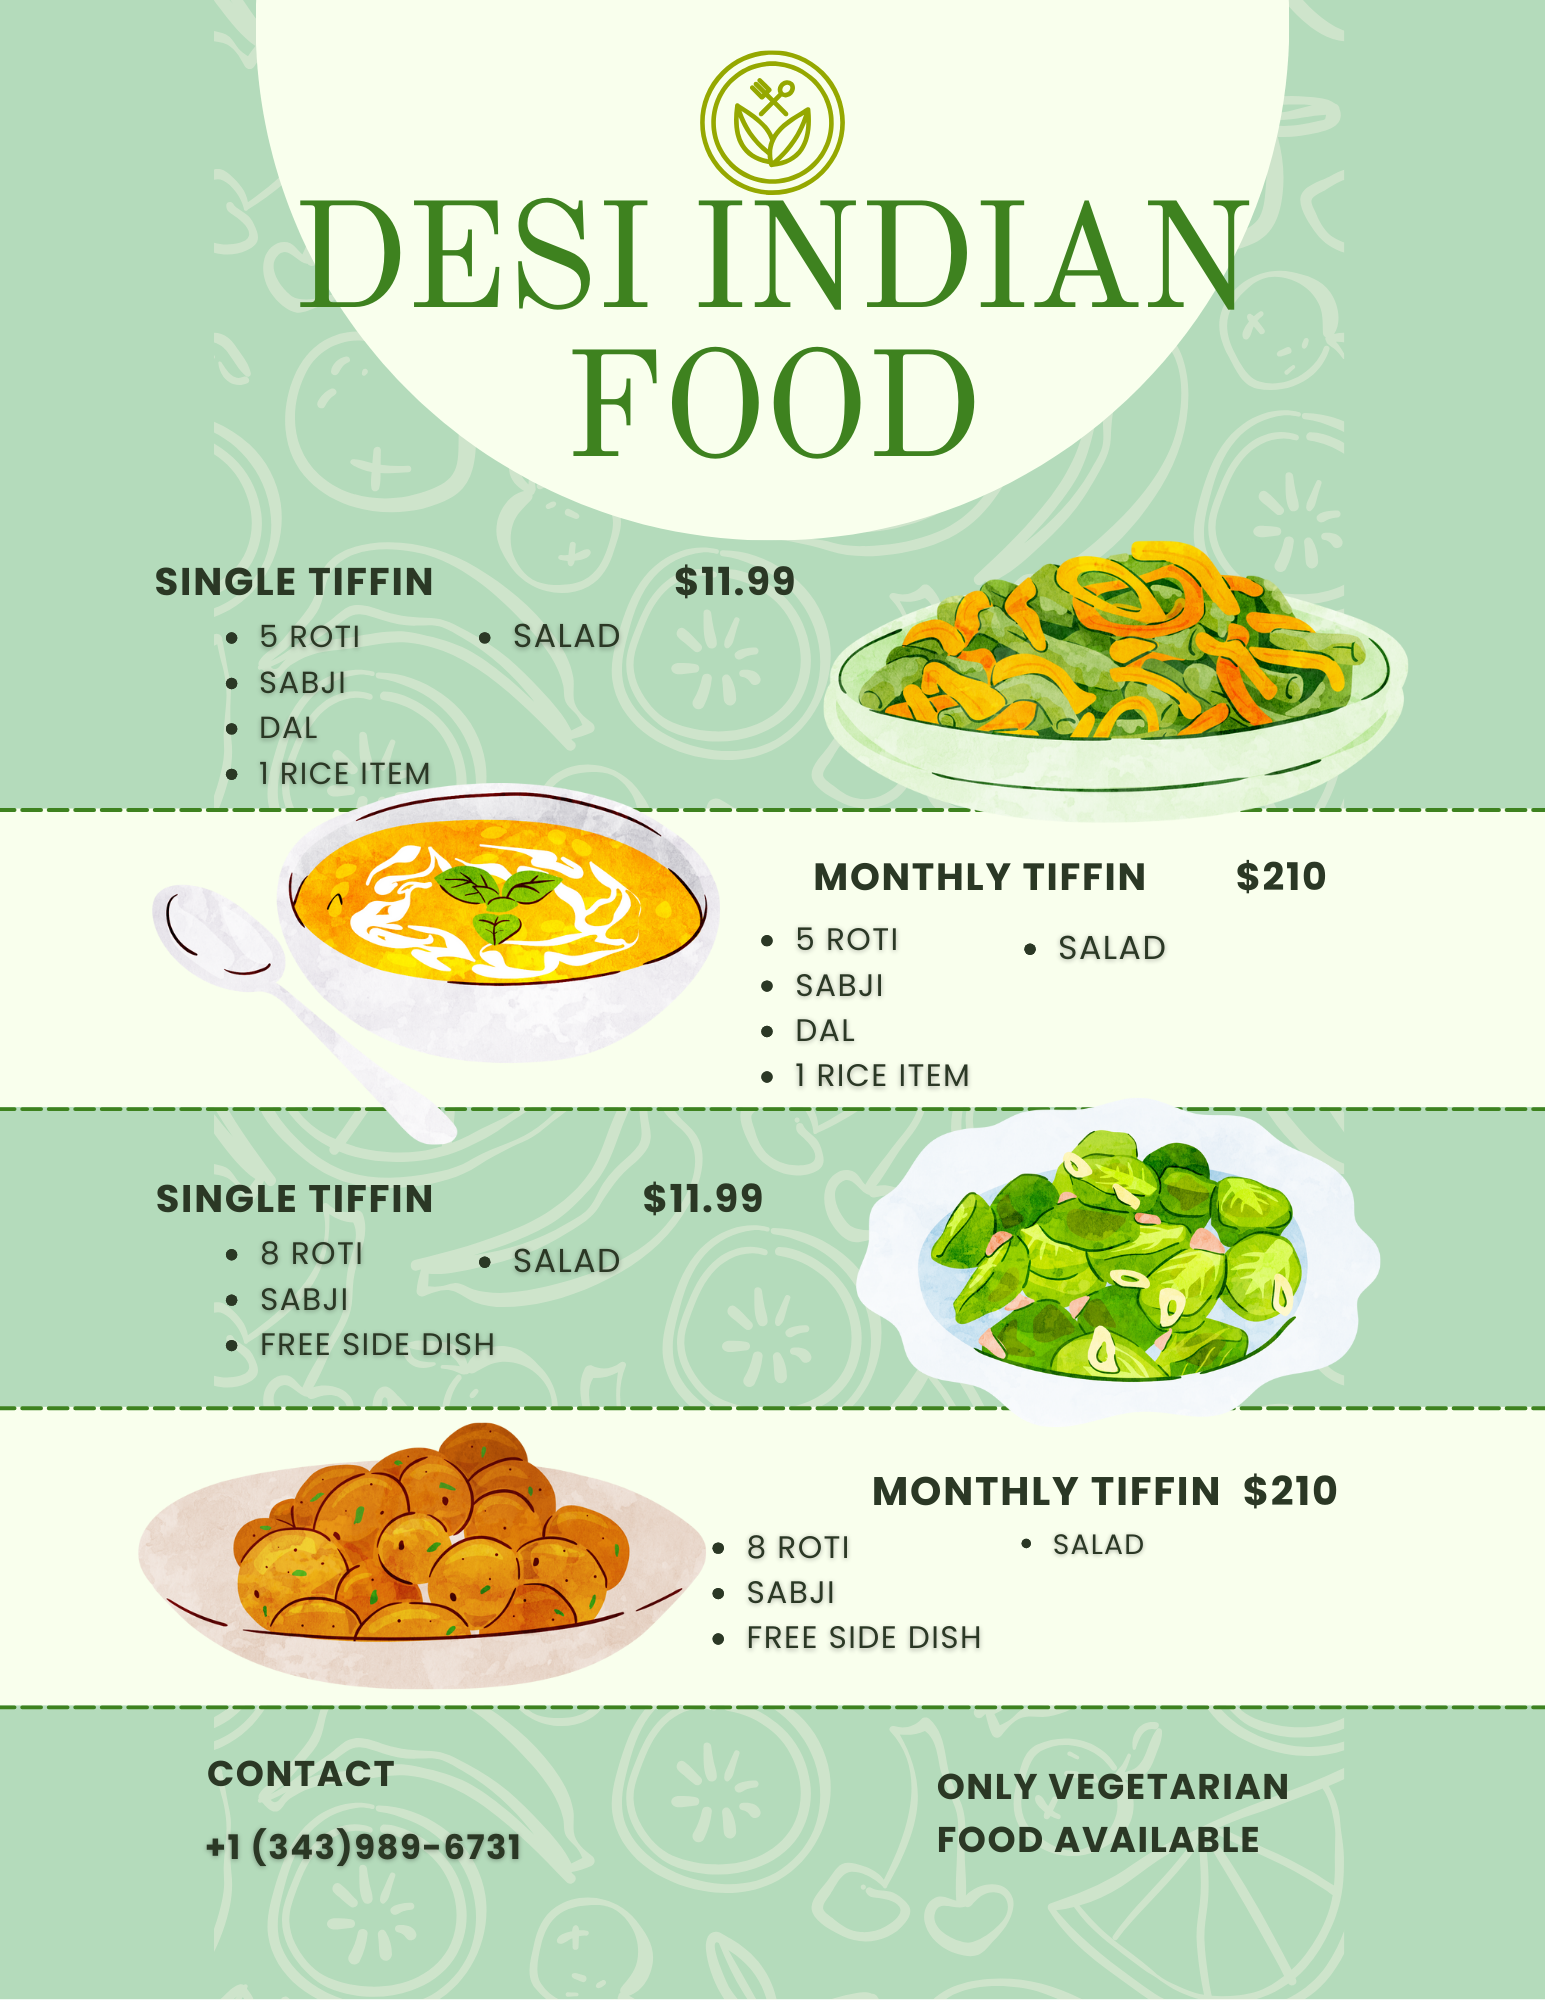 DESI INDIAN
FOOD
SINGLE TIFFIN $11.99
5 ROTI
SABJI
DAL
1 RICE ITEM
SALAD
MONTHLY TIFFIN $210
5 ROTI
SABJI
DAL
1 RICE ITEM
SALAD
SINGLE TIFFIN $11.99
8 ROTI
SABJI
FREE SIDE DISH
SALAD
MONTHLY TIFFIN $210
8 ROTI
SABJI
FREE SIDE DISH
SALAD
CONTACT
+1 (343)989-6731
ONLY VEGETARIAN
FOOD AVAILABLE